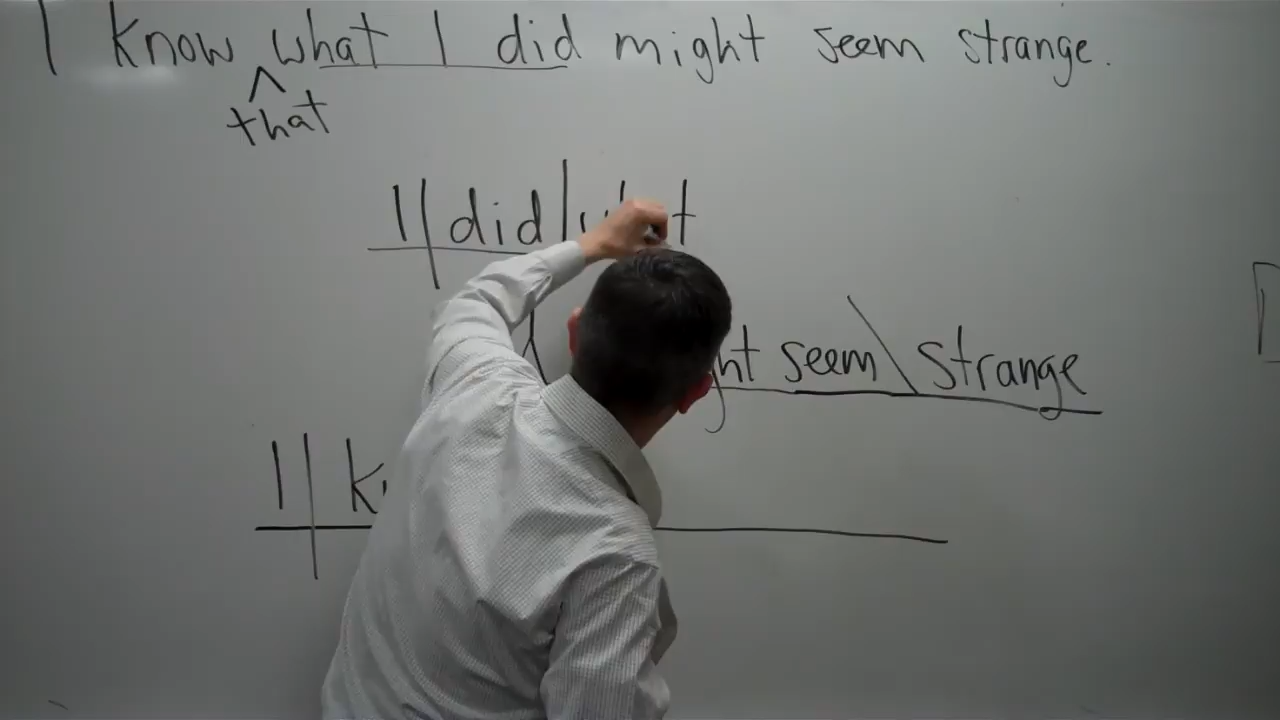 I know what I did might seem strange.
that
I did
seem strange
I